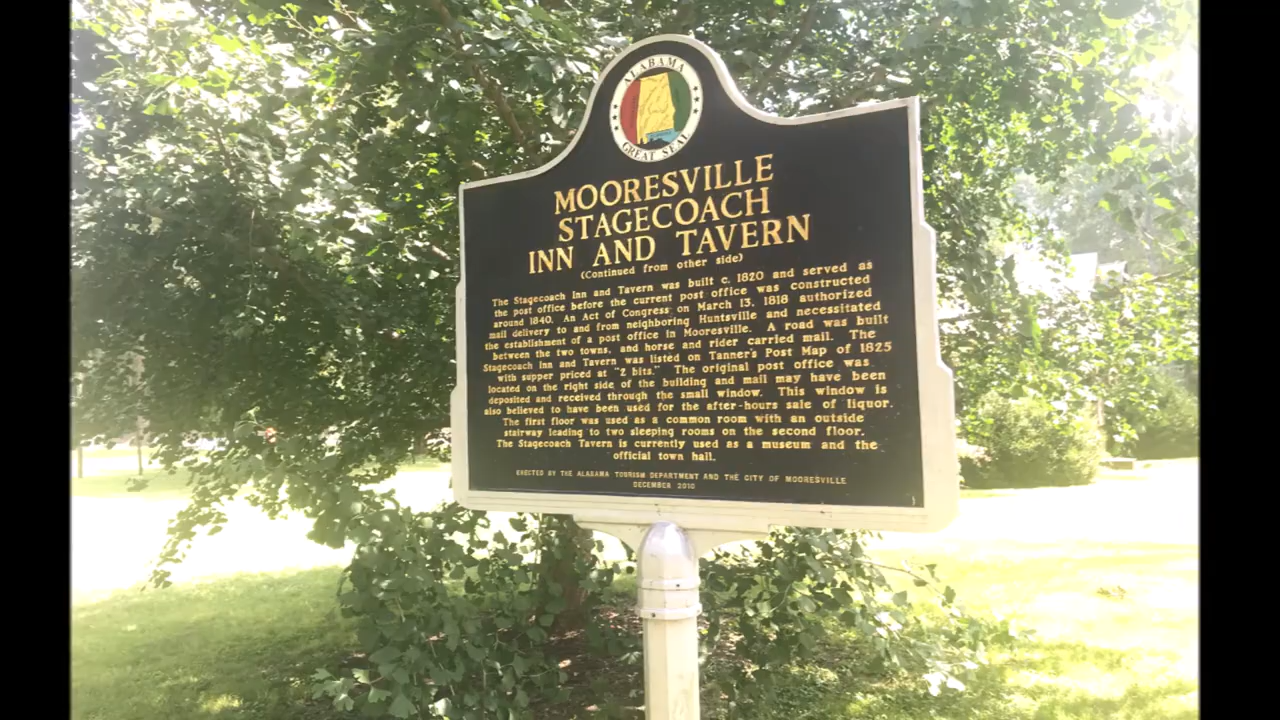 ALABAMA
GREAT SEAL
MOORESVILLE
STAGECOACH
INN AND TAVERN
(Continued from other side)
The Stagecoach Inn and Tavern was built c. 1820 and served as
the post office before the current post office was constructed
around 1840. An Act of Congress on March 13, 1818 authorized
mail delivery to and from neighboring Huntsville and necessitated
the establishment of a post office in Mooresville. A road was built
between the two towns, and horse and rider carried mail. The
Stagecoach Inn and Tavern was listed on Tanner's Post Map of 1825
with supper priced at "2 bits." The original post office was
located on the right side of the building and mail may have been
deposited and received through the small window. This window is
also believed to have been used for the after-hours sale of liquor.
The first floor was used as a common room with an outside
stairway leading to two sleeping rooms on the second floor.
The Stagecoach Tavern is currently used as a museum and the
official town hall.
ERECTED BY THE ALABAMA TOURISM DEPARTMENT AND THE CITY OF MOORESVILLE
DECEMBER 2010